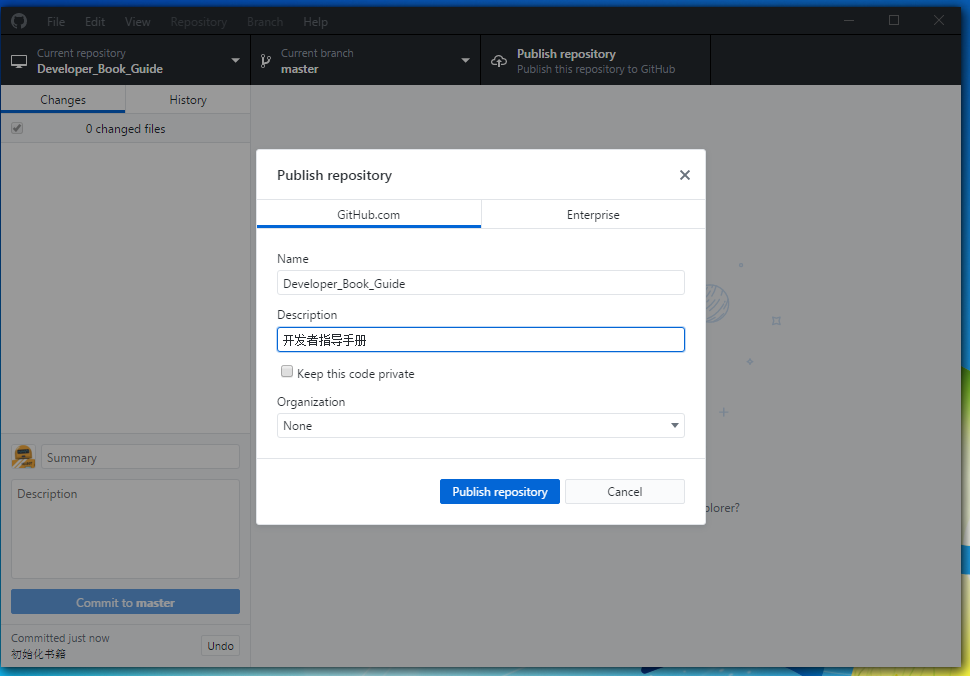 File Edit View Repository Branch Help
Current repository
Developer_Book_Guide
Current branch
master
Publish repository
Publish this repository to GitHub
Changes History
0 changed files
Publish repository
GitHub.com Enterprise
Name
Developer_Book_Guide
Description
开发者指导手册
Keep this code private
Organization
None
Publish repository Cancel
plorer?
Summary
Description
Commit to master
Committed just now
初始化书籍
Undo